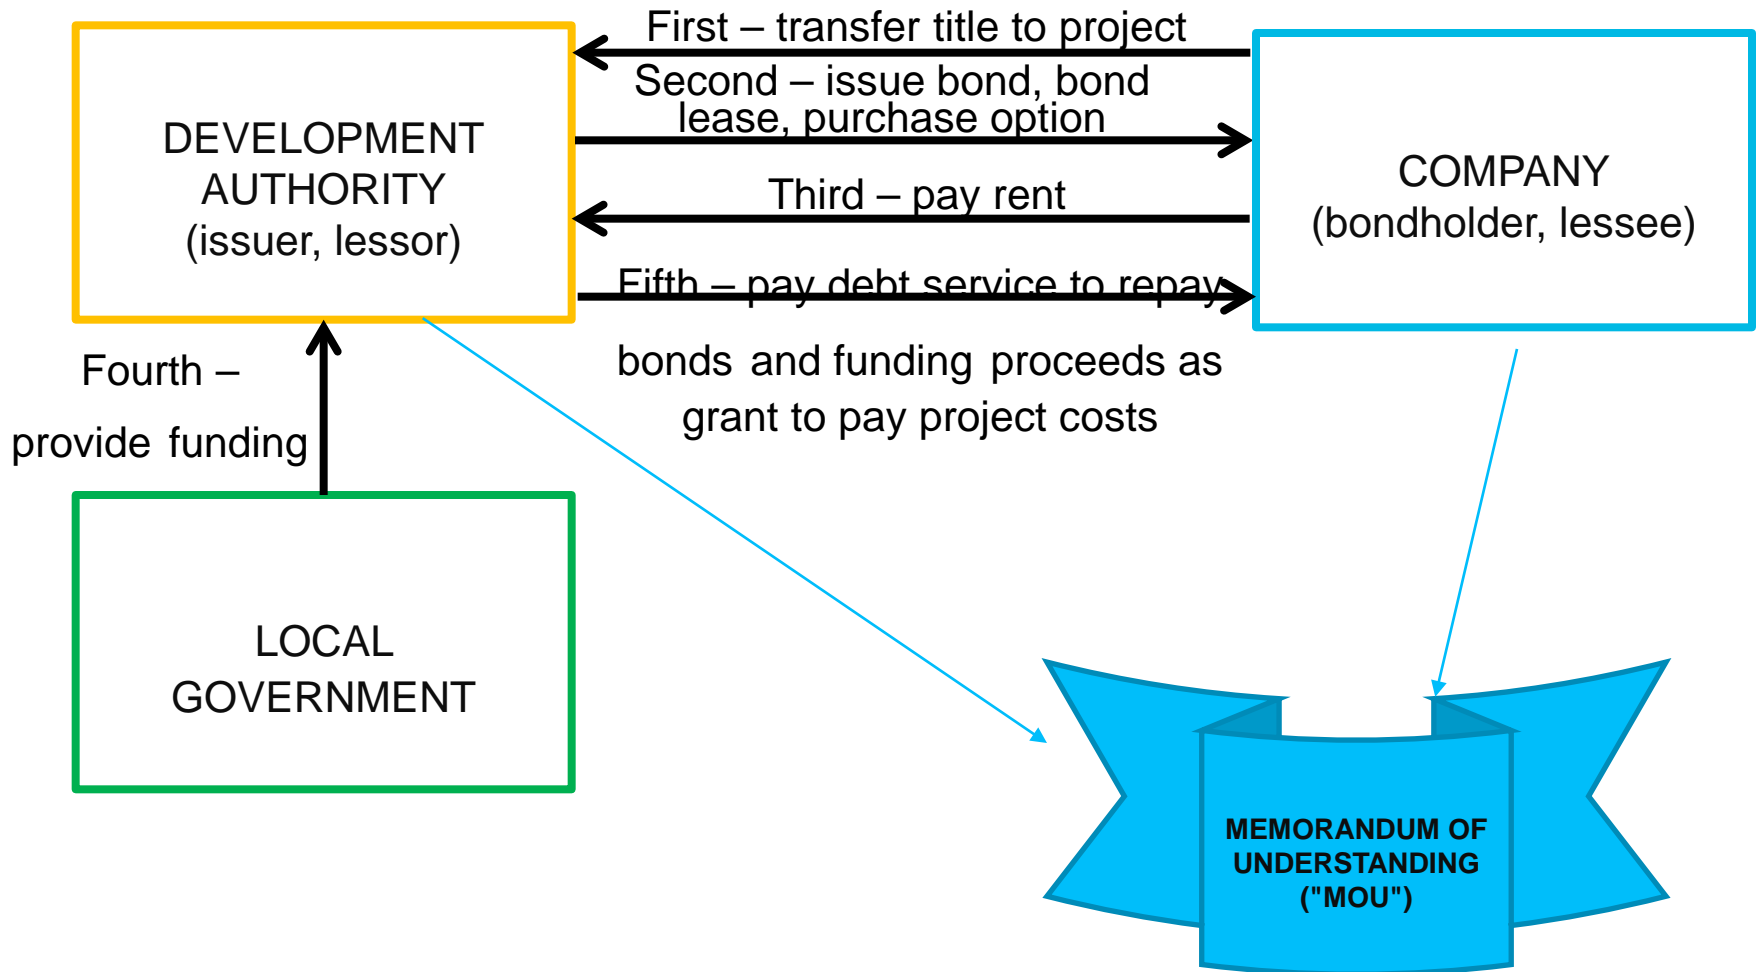 First – transfer title to project
Second – issue bond, bond
lease, purchase option
Third – pay rent
Fifth – pay debt service to repay
bonds and funding proceeds as
grant to pay project costs
DEVELOPMENT
AUTHORITY
(issuer, lessor)
COMPANY
(bondholder, lessee)
Fourth –
provide funding
LOCAL
GOVERNMENT
MEMORANDUM OF
UNDERSTANDING
("MOU")